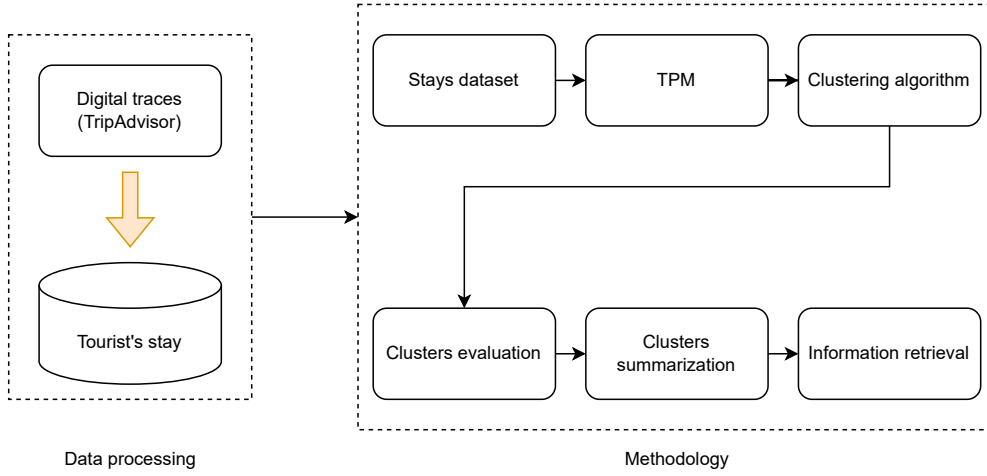 Digital traces
(TripAdvisor)
Tourist's stay
Data processing
Stays dataset
TPM
Clustering algorithm
Clusters evaluation
Clusters
summarization
Information retrieval
Methodology